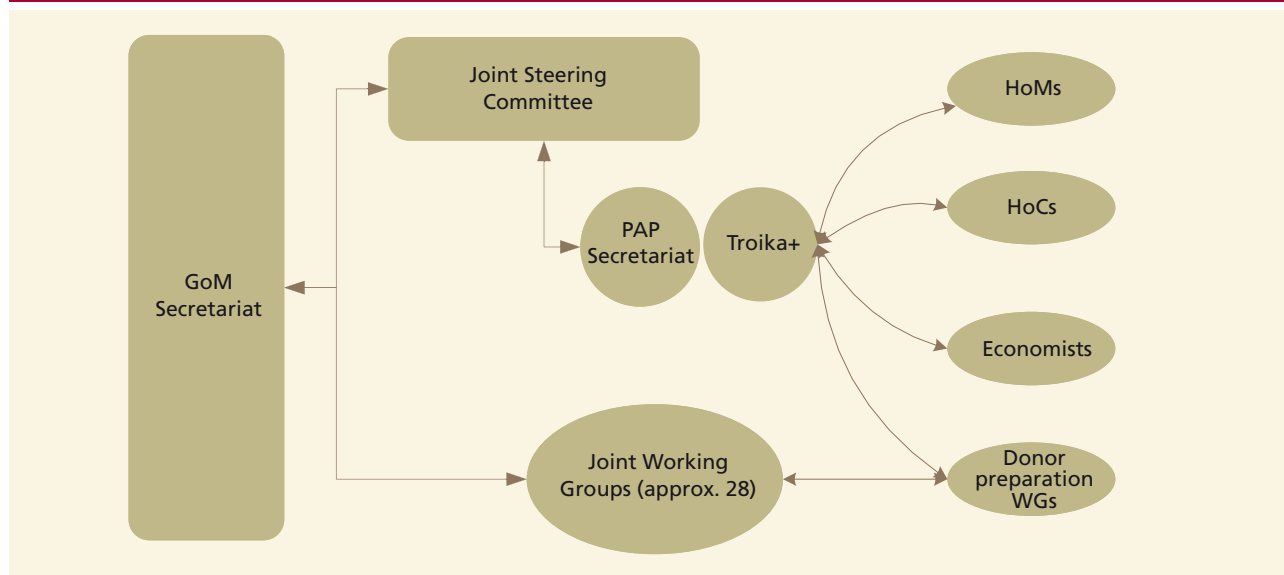 GoM
Secretariat
Joint Steering
Committee
PAP
Secretariat
Troika+
Joint Working
Groups (approx. 28)
HoMs
HoCs
Economists
Donor
preparation
WGs